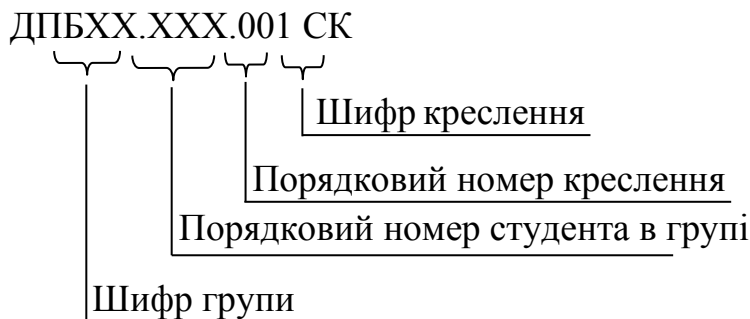 ДПБХХ.ХХХ.001 СК
Шифр креслення
Порядковий номер креслення
Порядковий номер студента в групі
Шифр групи